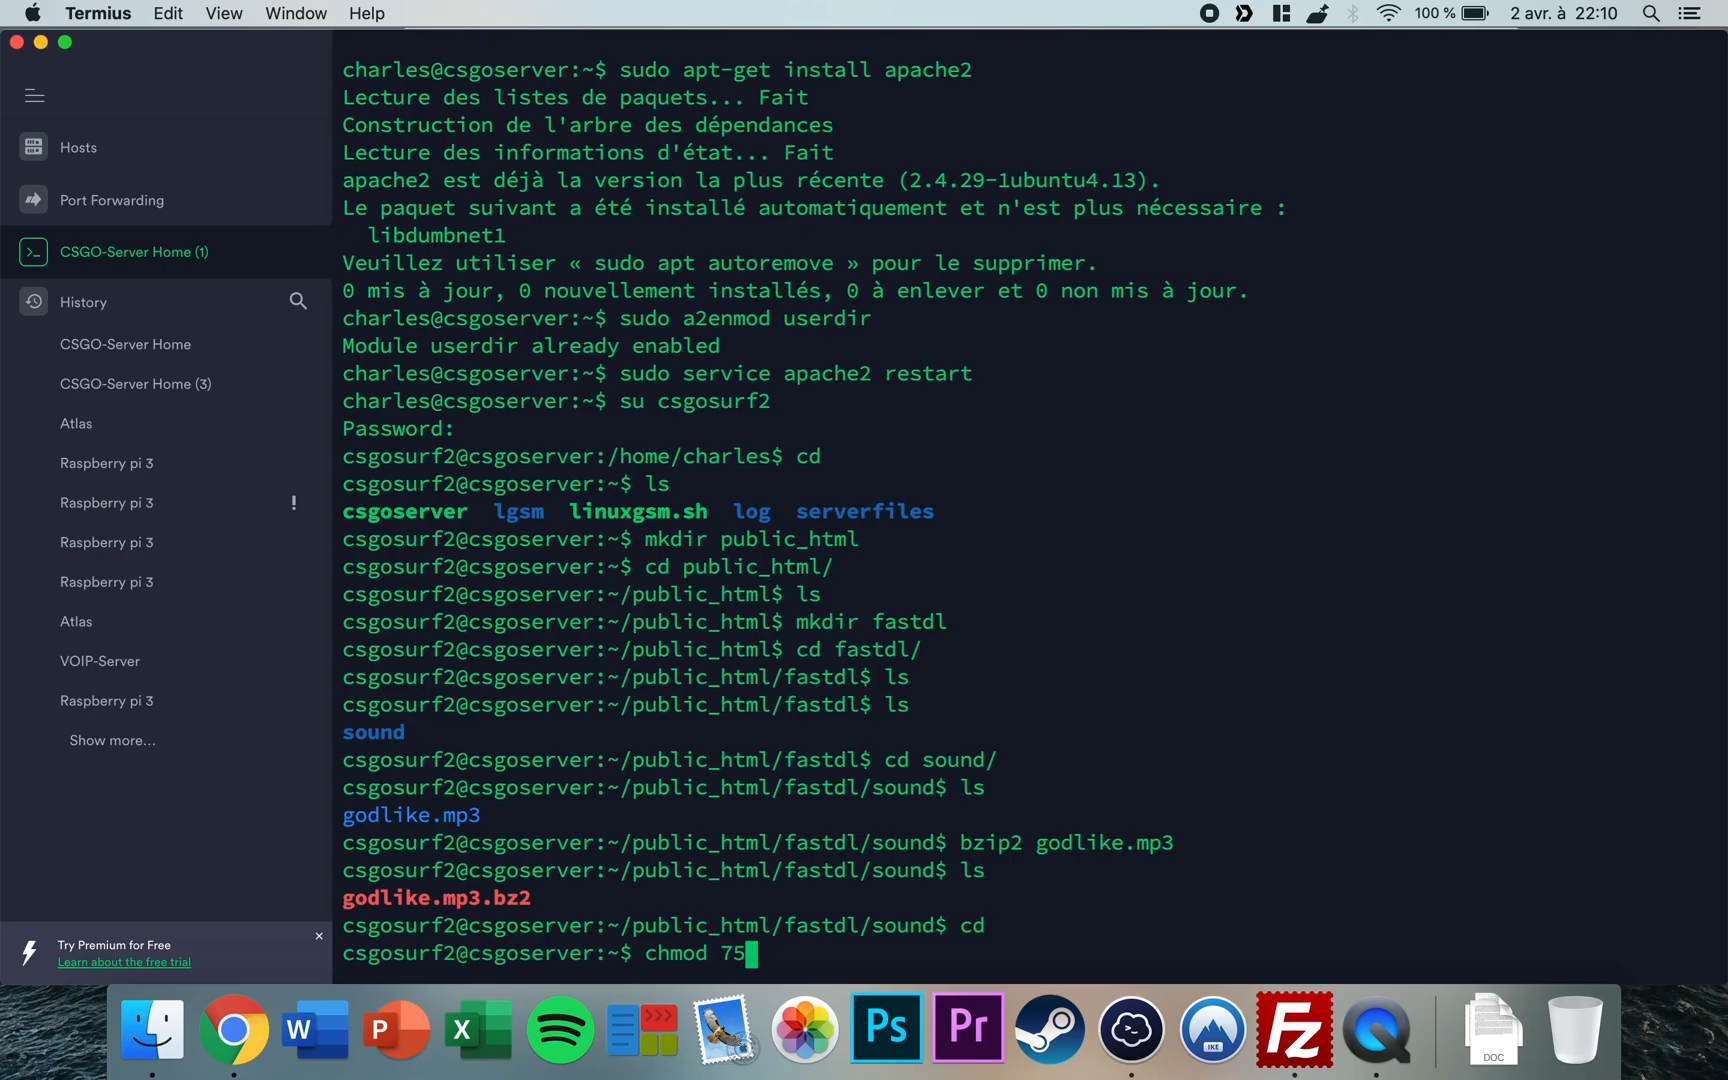 Termius Edit View Window Help 100 % 2 avr. à 22:10
Hosts
Port Forwarding
CSGO-Server Home (1)
History
CSGO-Server Home
CSGO-Server Home (3)
Atlas
Raspberry pi 3
Raspberry pi 3 !
Raspberry pi 3
Raspberry pi 3
Atlas
VOIP-Server
Raspberry pi 3
Show more...
Try Premium for Free ×
Learn about the free trial
charles@csgoserver:~$ sudo apt-get install apache2
Lecture des listes de paquets... Fait
Construction de l'arbre des dépendances
Lecture des informations d'état... Fait
apache2 est déjà la version la plus récente (2.4.29-1ubuntu4.13).
Le paquet suivant a été installé automatiquement et n'est plus nécessaire :
libdumbnet1
Veuillez utiliser « sudo apt autoremove » pour le supprimer.
0 mis à jour, 0 nouvellement installés, 0 à enlever et 0 non mis à jour.
charles@csgoserver:~$ sudo a2enmod userdir
Module userdir already enabled
charles@csgoserver:~$ sudo service apache2 restart
charles@csgoserver:~$ su csgosurf2
Password:
csgosurf2@csgoserver:/home/charles$ cd
csgosurf2@csgoserver:~$ ls
csgoserver lgsm linuxgsm.sh log serverfiles
csgosurf2@csgoserver:~$ mkdir public_html
csgosurf2@csgoserver:~$ cd public_html/
csgosurf2@csgoserver:~/public_html$ ls
csgosurf2@csgoserver:~/public_html$ mkdir fastdl
csgosurf2@csgoserver:~/public_html$ cd fastdl/
csgosurf2@csgoserver:~/public_html/fastdl$ ls
csgosurf2@csgoserver:~/public_html/fastdl$ ls
sound
csgosurf2@csgoserver:~/public_html/fastdl$ cd sound/
csgosurf2@csgoserver:~/public_html/fastdl/sound$ ls
godlike.mp3
csgosurf2@csgoserver:~/public_html/fastdl/sound$ bzip2 godlike.mp3
csgosurf2@csgoserver:~/public_html/fastdl/sound$ ls
godlike.mp3.bz2
csgosurf2@csgoserver:~/public_html/fastdl/sound$ cd
csgosurf2@csgoserver:~$ chmod 75
W P X Ps Pr IKE Fz DOC